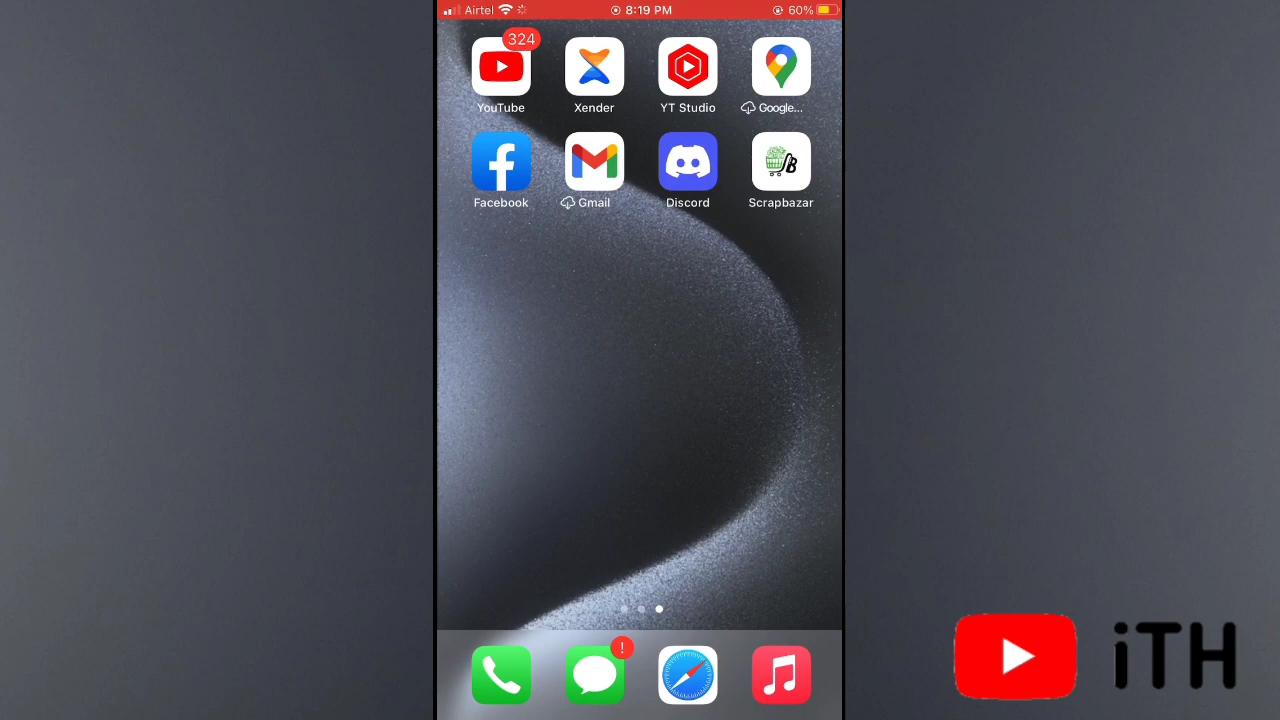 Airtel 8:19 PM 60%
324
YouTube Xender YT Studio Google...
B
Facebook Gmail Discord Scrapbazar
!
iTH